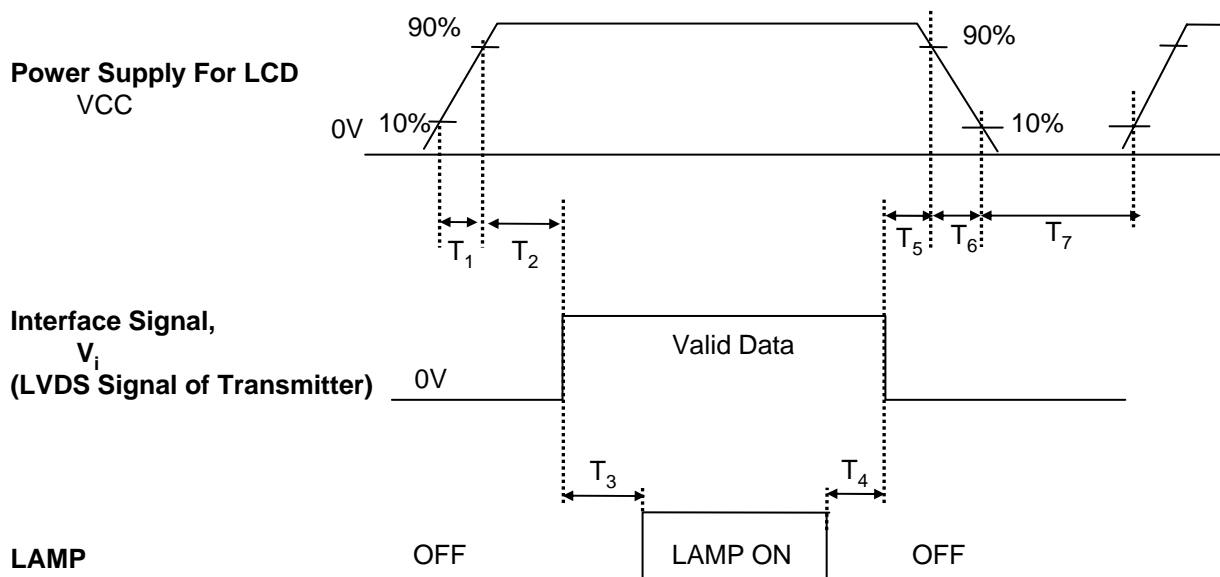 90%
90%
Power Supply For LCD
VCC
0V
10%
10%
T1
T2
T5
T6
T7
Interface Signal,
Vi
(LVDS Signal of Transmitter)
0V
Valid Data
T3
T4
LAMP
OFF
LAMP ON
OFF